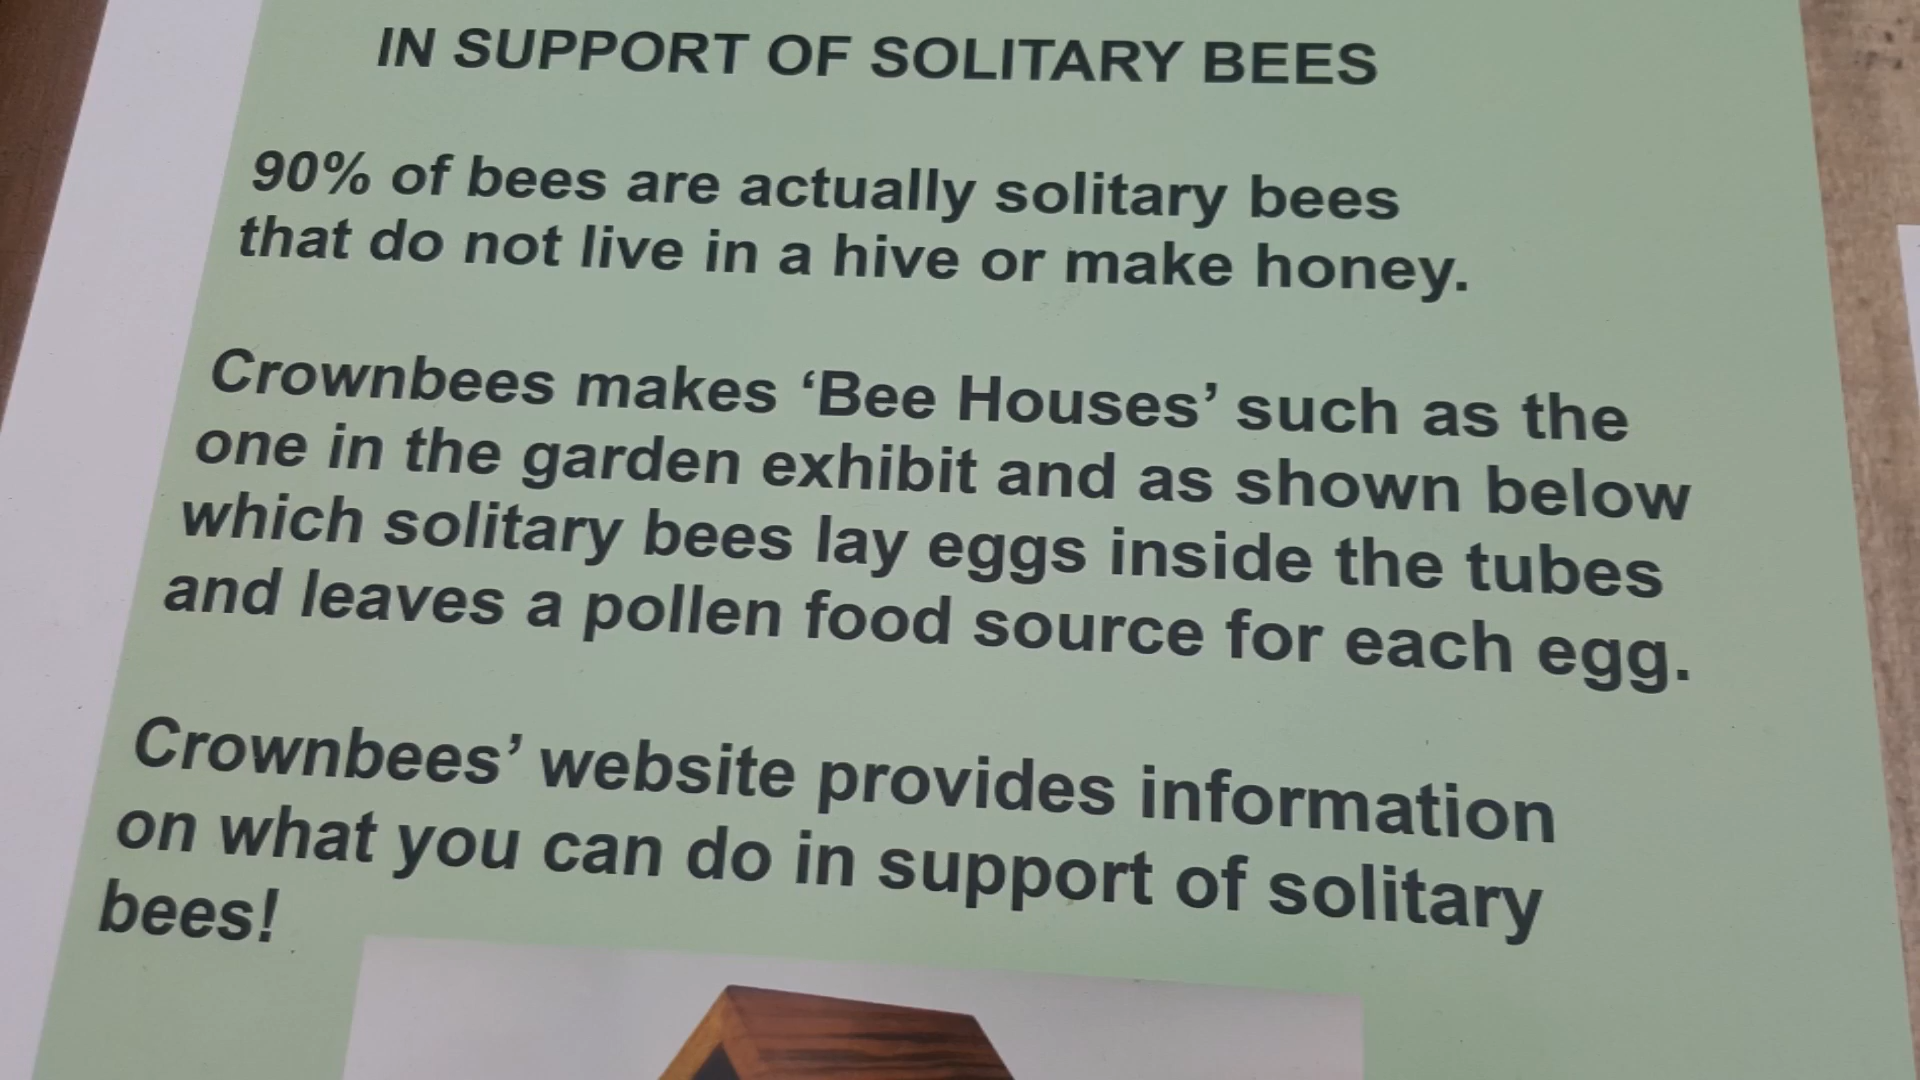 IN SUPPORT OF SOLITARY BEES
90% of bees are actually solitary bees
that do not live in a hive or make honey.
Crownbees makes ‘Bee Houses’ such as the
one in the garden exhibit and as shown below
which solitary bees lay eggs inside the tubes
and leaves a pollen food source for each egg.
Crownbees’ website provides information
on what you can do in support of solitary
bees!